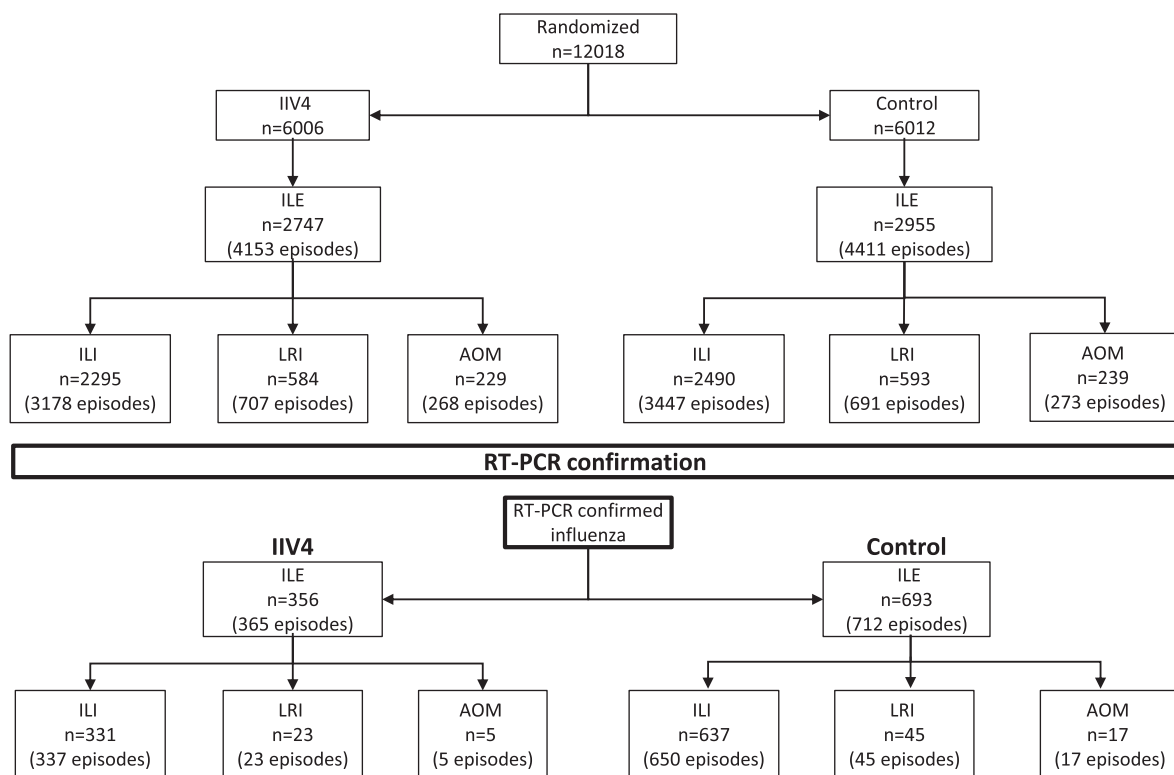 Randomized
n=12018
IIV4
n=6006
Control
n=6012
ILE
n=2747
(4153 episodes)
ILE
n=2955
(4411 episodes)
ILI
n=2295
(3178 episodes)
LRI
n=584
(707 episodes)
AOM
n=229
(268 episodes)
ILI
n=2490
(3447 episodes)
LRI
n=593
(691 episodes)
AOM
n=239
(273 episodes)
RT-PCR confirmation
RT-PCR confirmed
influenza
IIV4
Control
ILE
n=356
(365 episodes)
ILE
n=693
(712 episodes)
ILI
n=331
(337 episodes)
LRI
n=23
(23 episodes)
AOM
n=5
(5 episodes)
ILI
n=637
(650 episodes)
LRI
n=45
(45 episodes)
AOM
n=17
(17 episodes)